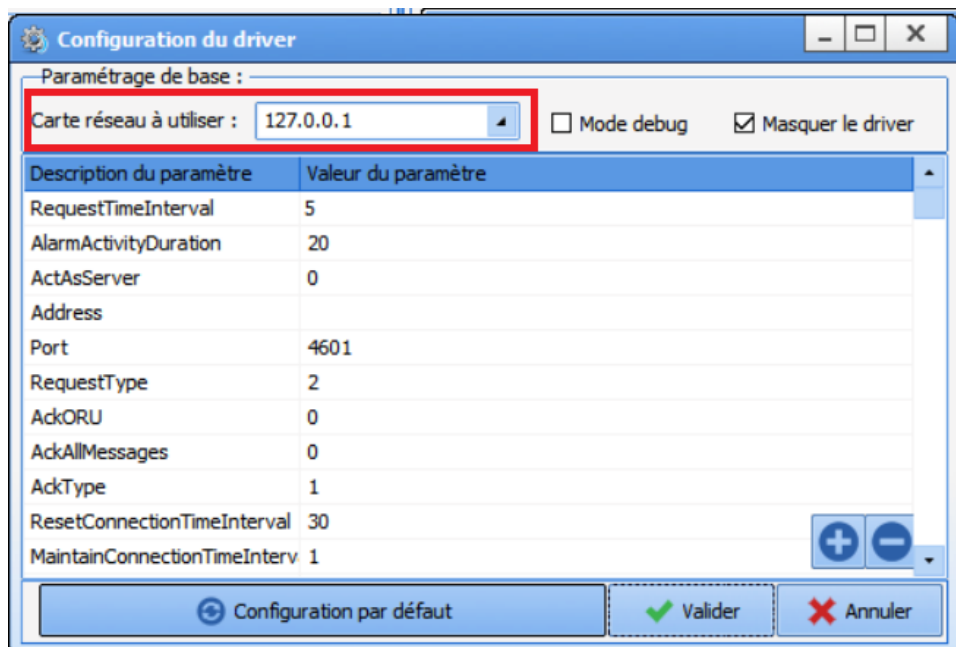 Configuration du driver
Paramétrage de base :
Carte réseau à utiliser : 127.0.0.1 Mode debug Masquer le driver
Description du paramètre Valeur du paramètre
RequestTimeInterval 5
AlarmActivityDuration 20
ActAsServer 0
Address
Port 4601
RequestType 2
AckORU 0
AckAllMessages 0
AckType 1
ResetConnectionTimeInterval 30
MaintainConnectionTimeInterv 1
Configuration par défaut Valider Annuler